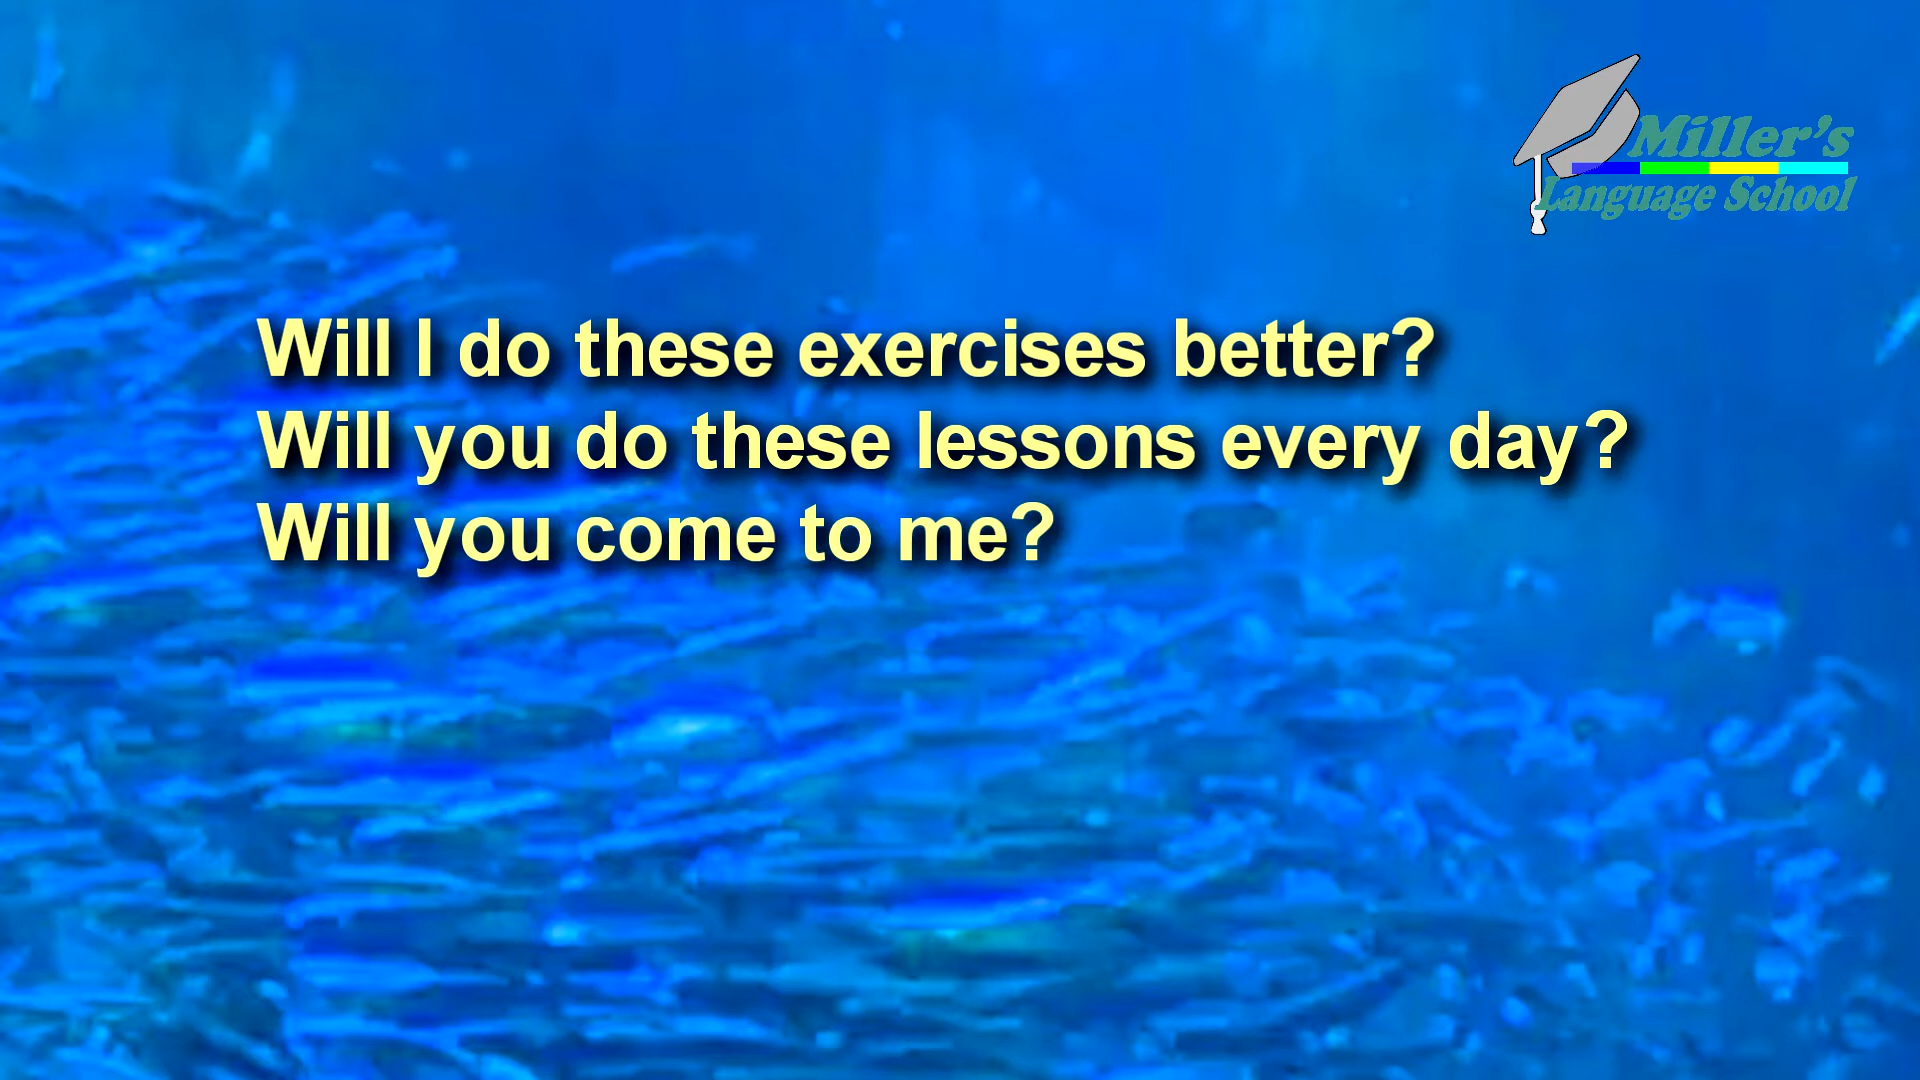 Miller's
Language School
Will I do these exercises better?
Will you do these lessons every day?
Will you come to me?